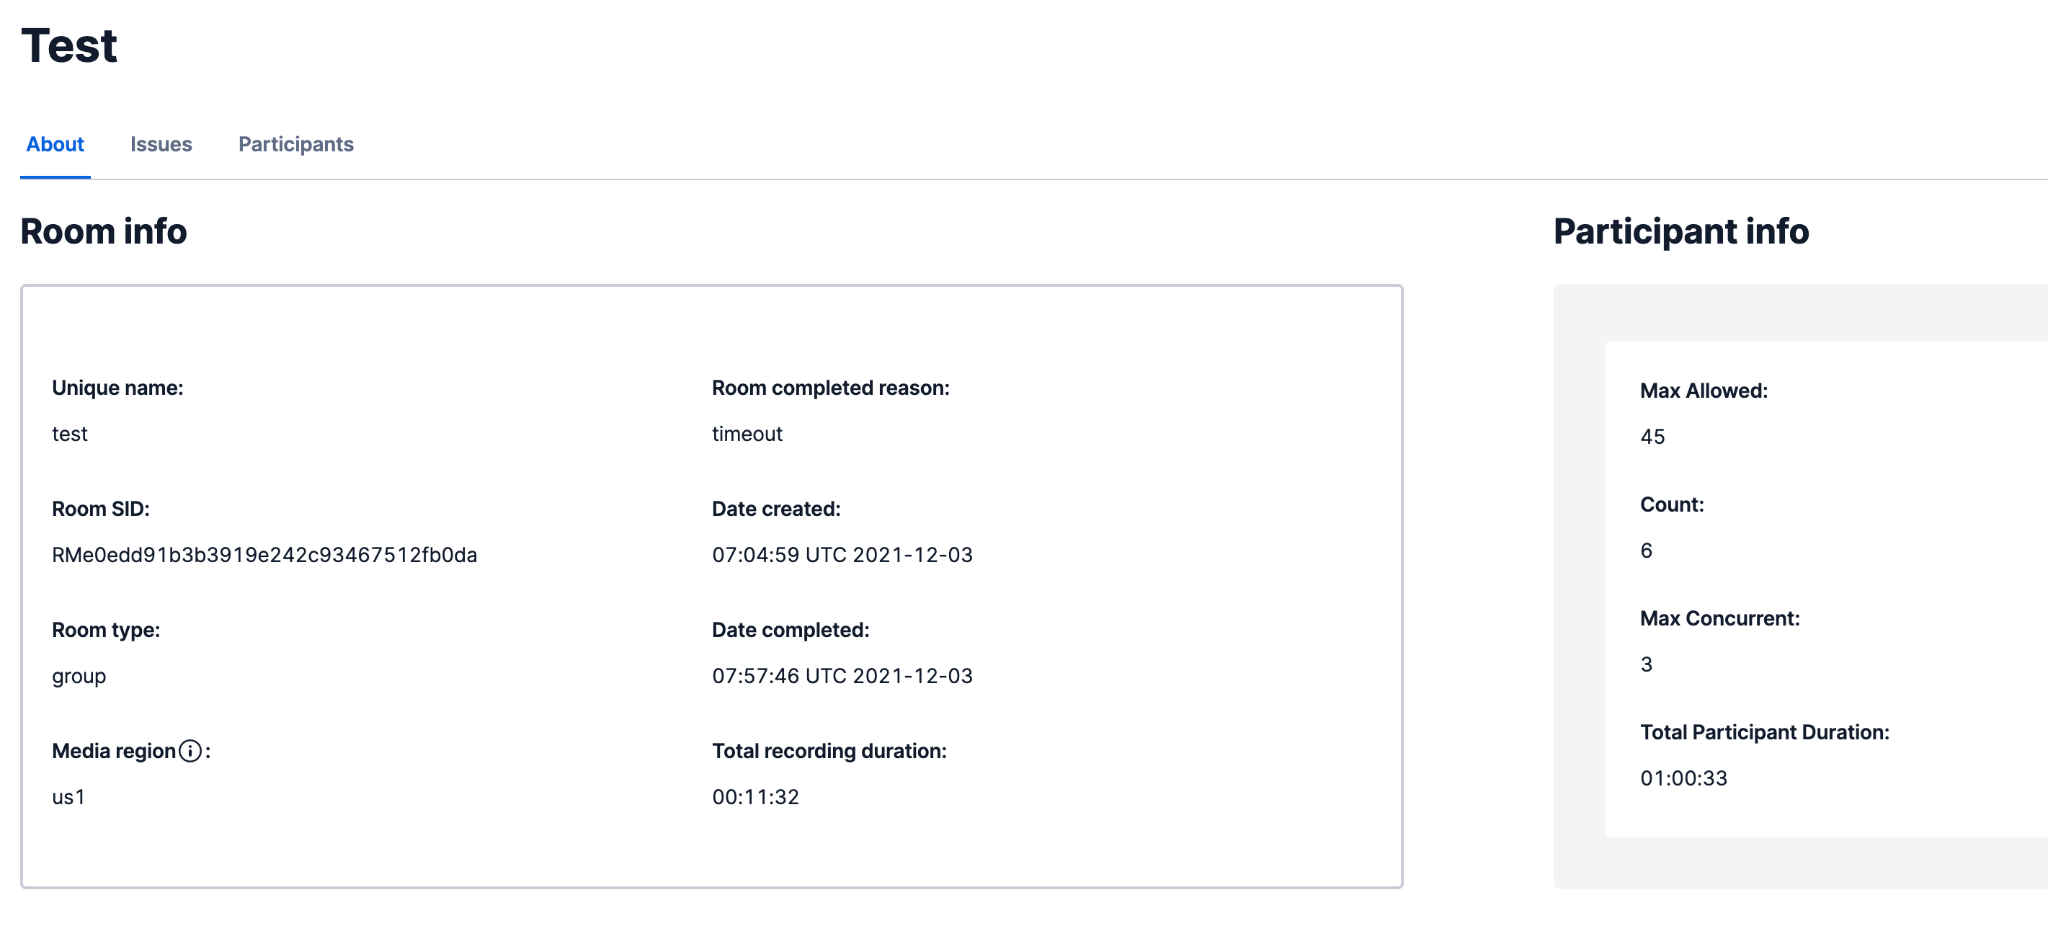 Test
About Issues Participants
Room info
Unique name:
test
Room SID:
RMe0edd91b3b3919e242c93467512fb0da
Room type:
group
Media region:
us1
Room completed reason:
timeout
Date created:
07:04:59 UTC 2021-12-03
Date completed:
07:57:46 UTC 2021-12-03
Total recording duration:
00:11:32
Participant info
Max Allowed:
45
Count:
6
Max Concurrent:
3
Total Participant Duration:
01:00:33